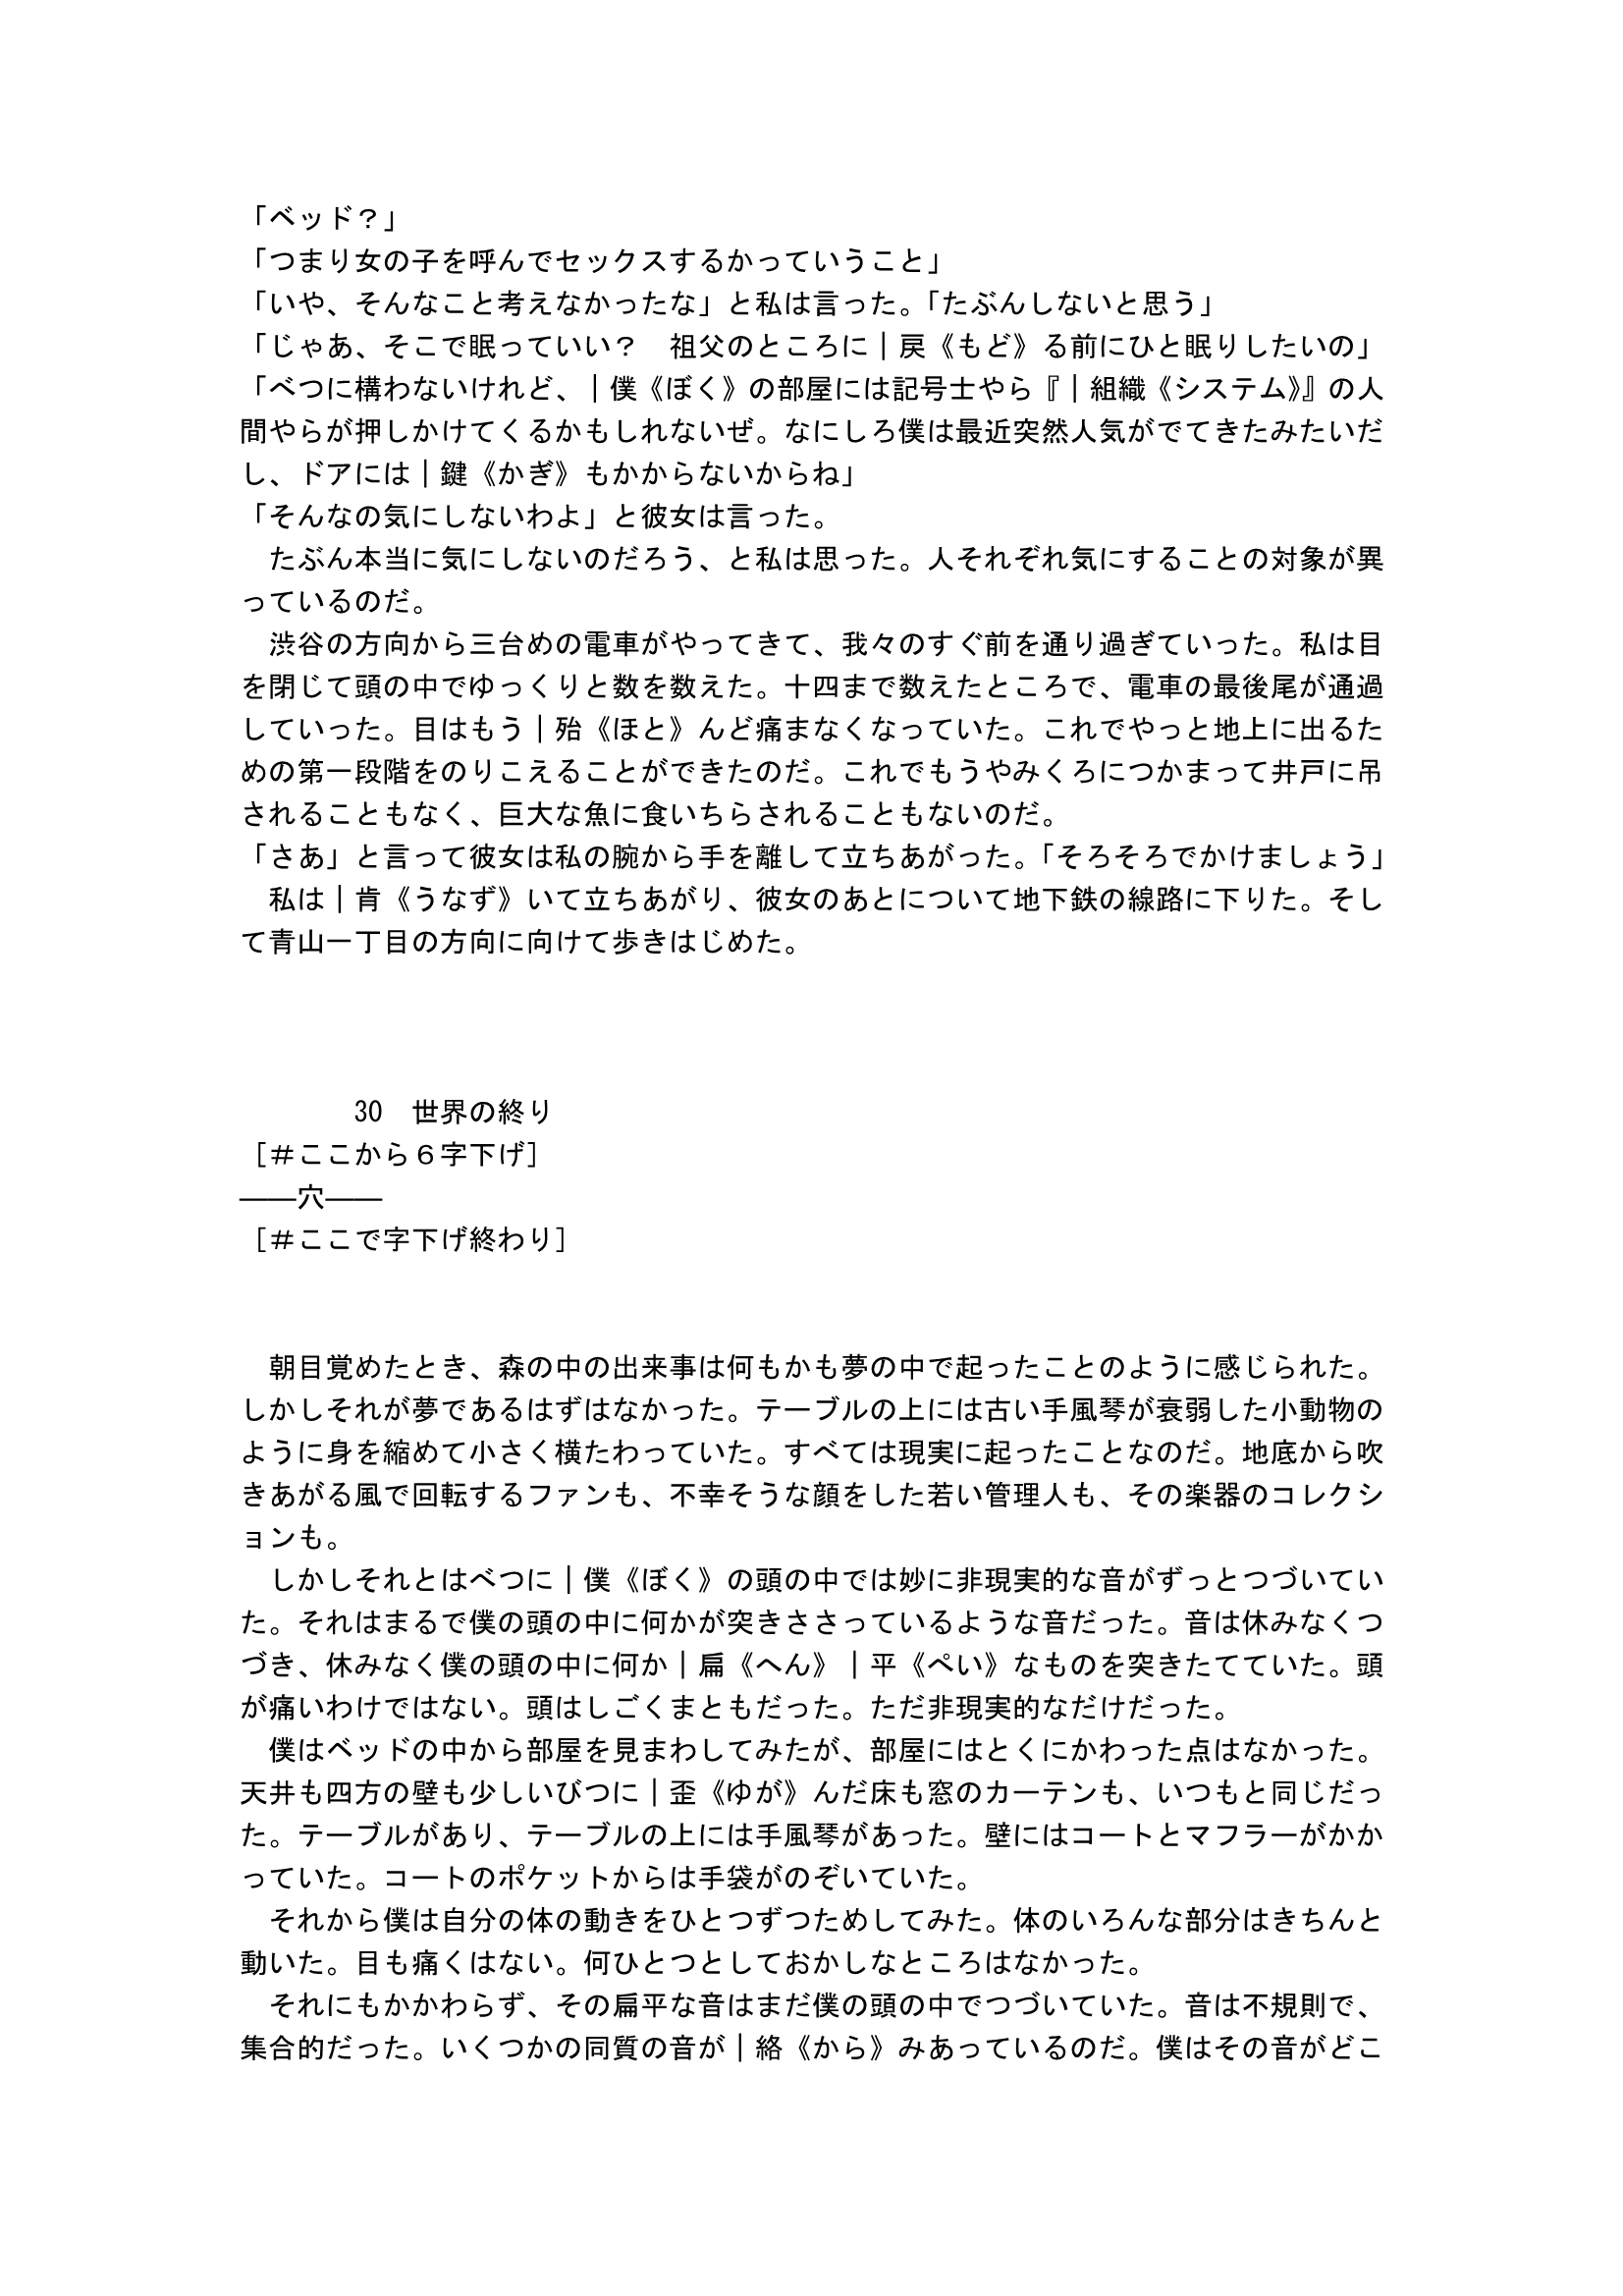 「ベッド？」
「つまり女の子を呼んでセックスするかっていうこと」
「いや、そんなこと考えなかったな」と私は言った。「たぶんしないと思う」
「じゃあ、そこで眠っていい？　祖父のところに｜戻《もど》る前にひと眠りしたいの」
「べつに構わないけれど、｜僕《ぼく》の部屋には記号士やら『｜組織《システム》』の人
間やらが押しかけてくるかもしれないぜ。なにしろ僕は最近突然人気がでてきたみたいだ
し、ドアには｜鍵《かぎ》もかからないからね」
「そんなの気にしないわよ」と彼女は言った。
　たぶん本当に気にしないのだろう、と私は思った。人それぞれ気にすることの対象が異
っているのだ。
　渋谷の方向から三台めの電車がやってきて、我々のすぐ前を通り過ぎていった。私は目
を閉じて頭の中でゆっくりと数を数えた。十四まで数えたところで、電車の最後尾が通過
していった。目はもう｜殆《ほと》んど痛まなくなっていた。これでやっと地上に出るた
めの第一段階をのりこえることができたのだ。これでもうやみくろにつかまって井戸に吊
されることもなく、巨大な魚に食いちらされることもないのだ。
「さあ」と言って彼女は私の腕から手を離して立ちあがった。「そろそろでかけましょう」
　私は｜肯《うなず》いて立ちあがり、彼女のあとについて地下鉄の線路に下りた。そし
て青山一丁目の方向に向けて歩きはじめた。
30　世界の終り
［＃ここから６字下げ］
――穴――
［＃ここで字下げ終わり］
　朝目覚めたとき、森の中の出来事は何もかも夢の中で起ったことのように感じられた。
しかしそれが夢であるはずはなかった。テーブルの上には古い手風琴が衰弱した小動物の
ように身を縮めて小さく横たわっていた。すべては現実に起ったことなのだ。地底から吹
きあがる風で回転するファンも、不幸そうな顔をした若い管理人も、その楽器のコレクシ
ョンも。
　しかしそれとはべつに｜僕《ぼく》の頭の中では妙に非現実的な音がずっとつづいてい
た。それはまるで僕の頭の中に何かが突きささっているような音だった。音は休みなくつ
づき、休みなく僕の頭の中に何か｜扁《へん》｜平《ぺい》なものを突きたてていた。頭
が痛いわけではない。頭はしごくまともだった。ただ非現実的なだけだった。
　僕はベッドの中から部屋を見まわしてみたが、部屋にはとくにかわった点はなかった。
天井も四方の壁も少しいびつに｜歪《ゆが》んだ床も窓のカーテンも、いつもと同じだっ
た。テーブルがあり、テーブルの上には手風琴があった。壁にはコートとマフラーがかか
っていた。コートのポケットからは手袋がのぞいていた。
　それから僕は自分の体の動きをひとつずつためしてみた。体のいろんな部分はきちんと
動いた。目も痛くはない。何ひとつとしておかしなところはなかった。
　それにもかかわらず、その扁平な音はまだ僕の頭の中でつづいていた。音は不規則で、
集合的だった。いくつかの同質の音が｜絡《から》みあっているのだ。僕はその音がどこ